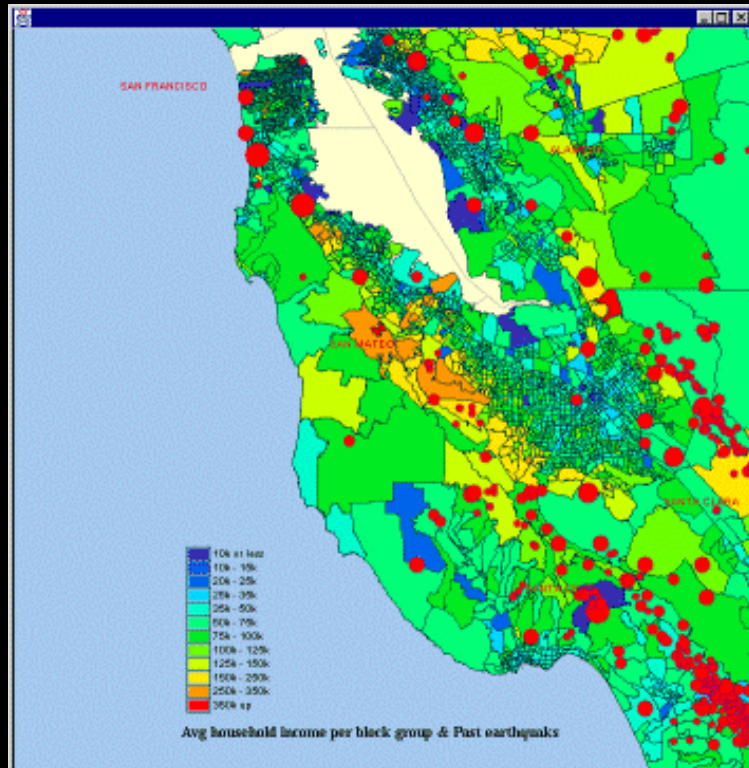 SAN FRANCISCO
ALAMEDA
SAN MATEO
SANTA CLARA
10k or less
10k - 15k
20k - 25k
25k - 35k
35k - 50k
50k - 75k
75k - 100k
100k - 125k
125k - 150k
150k - 250k
250k - 350k
350k up
Avg household income per block group & Past earthquaks